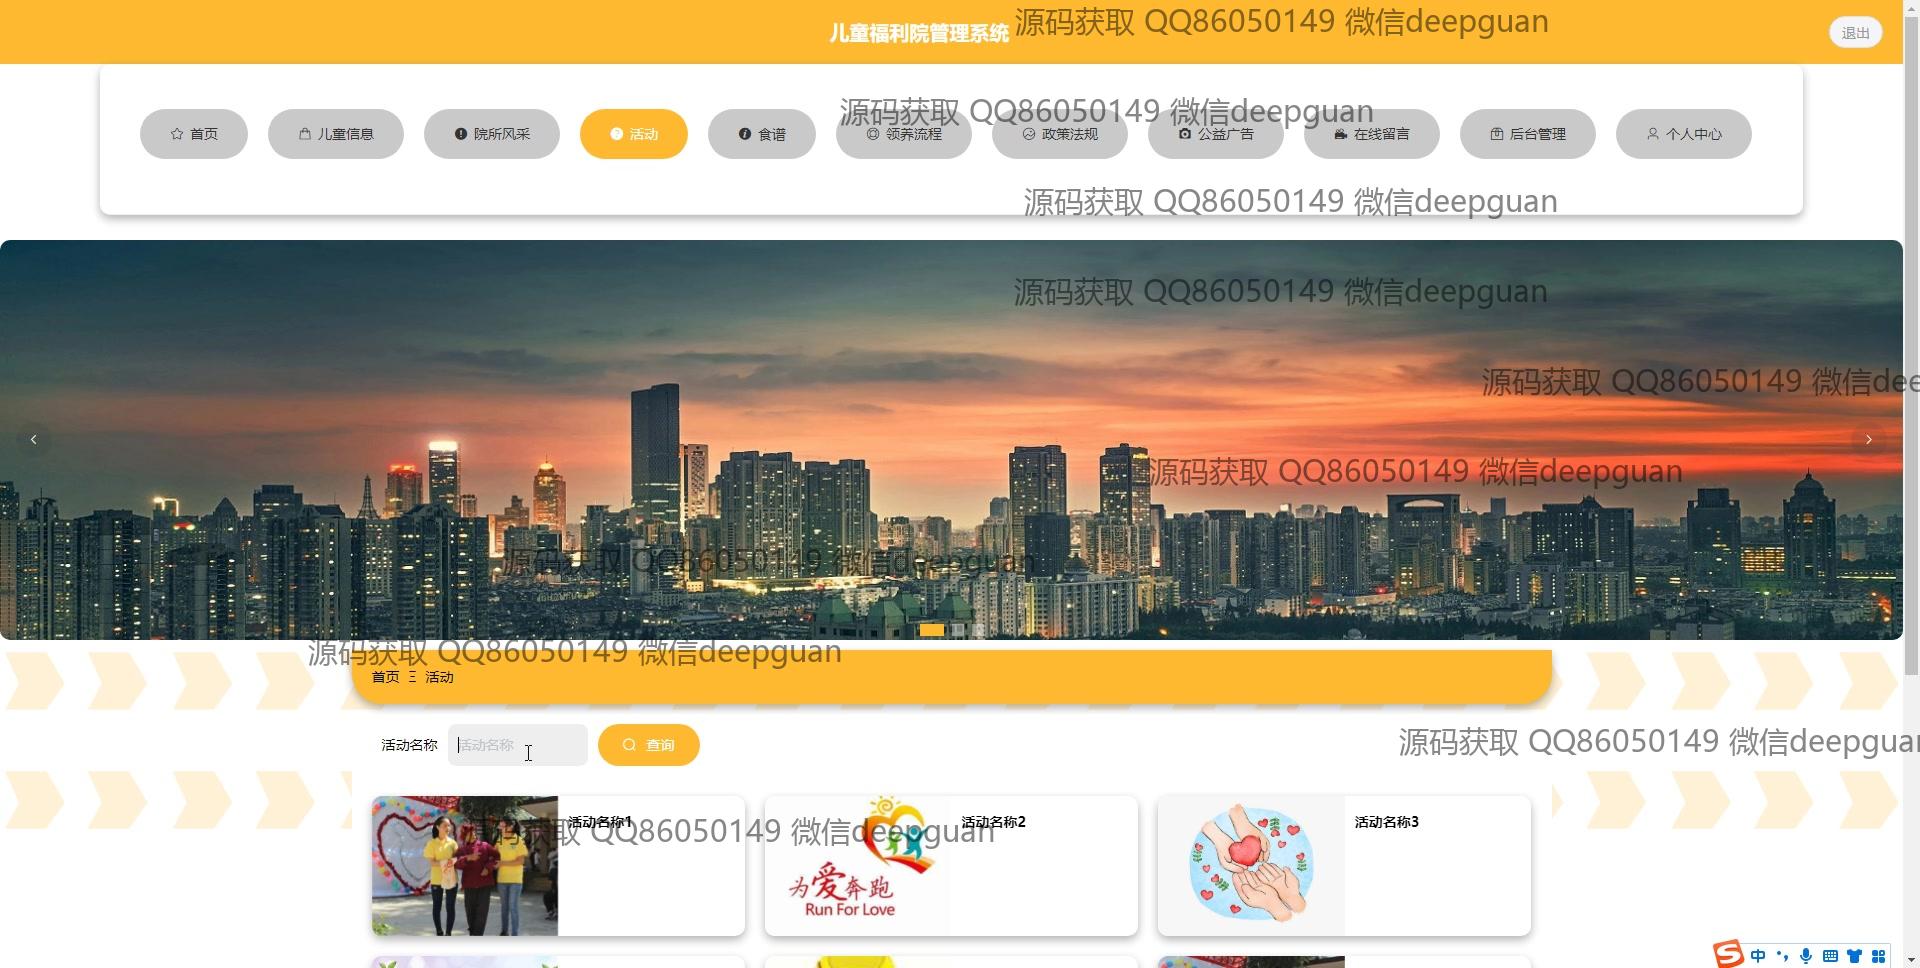 儿童福利院管理系统
源码获取 QQ86050149 微信deepguan
退出
源码获取 QQ86050149 微信deepguan
首页
儿童信息
院所风采
活动
食谱
领养流程
政策法规
公益广告
在线留言
后台管理
个人中心
源码获取 QQ86050149 微信deepguan
源码获取 QQ86050149 微信deepguan
源码获取 QQ86050149 微信dee
源码获取 QQ86050149 微信deepguan
源码获取 QQ86050149 微信deepguan
源码获取 QQ86050149 微信deepguan
首页 活动
源码获取 QQ86050149 微信deepguan
活动名称 活动名称 查询
活动名称1
活动名称2
活动名称3
源码获取 QQ86050149 微信deepguan
为爱奔跑
Run For Love
中